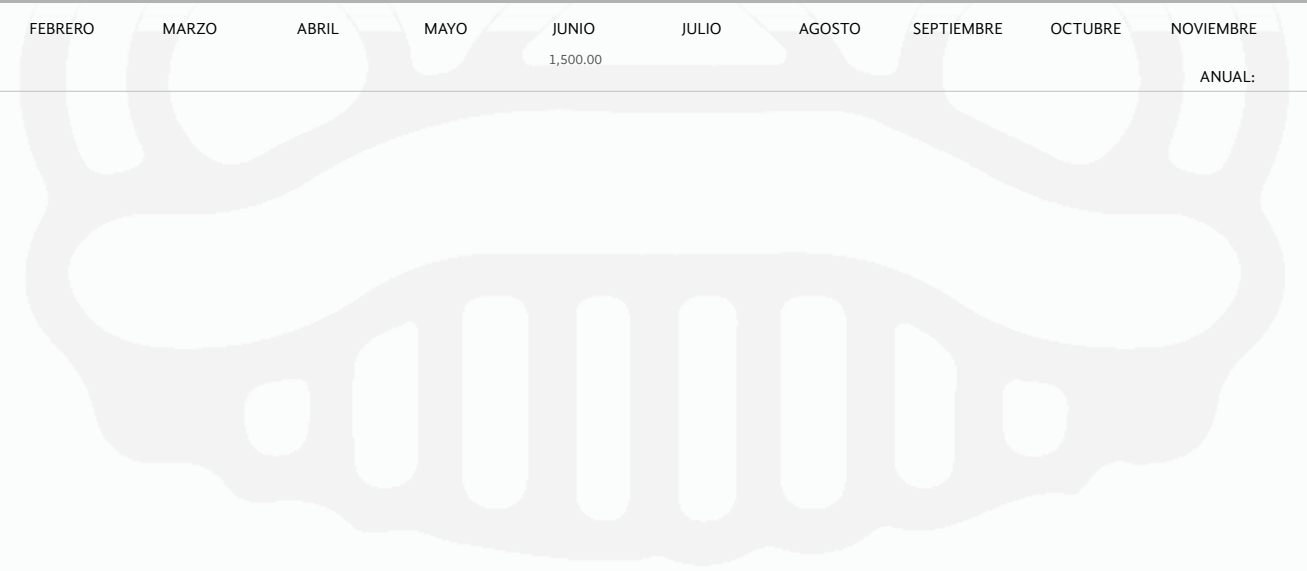 FEBRERO MARZO ABRIL MAYO JUNIO JULIO AGOSTO SEPTIEMBRE OCTUBRE NOVIEMBRE
1,500.00
ANUAL: